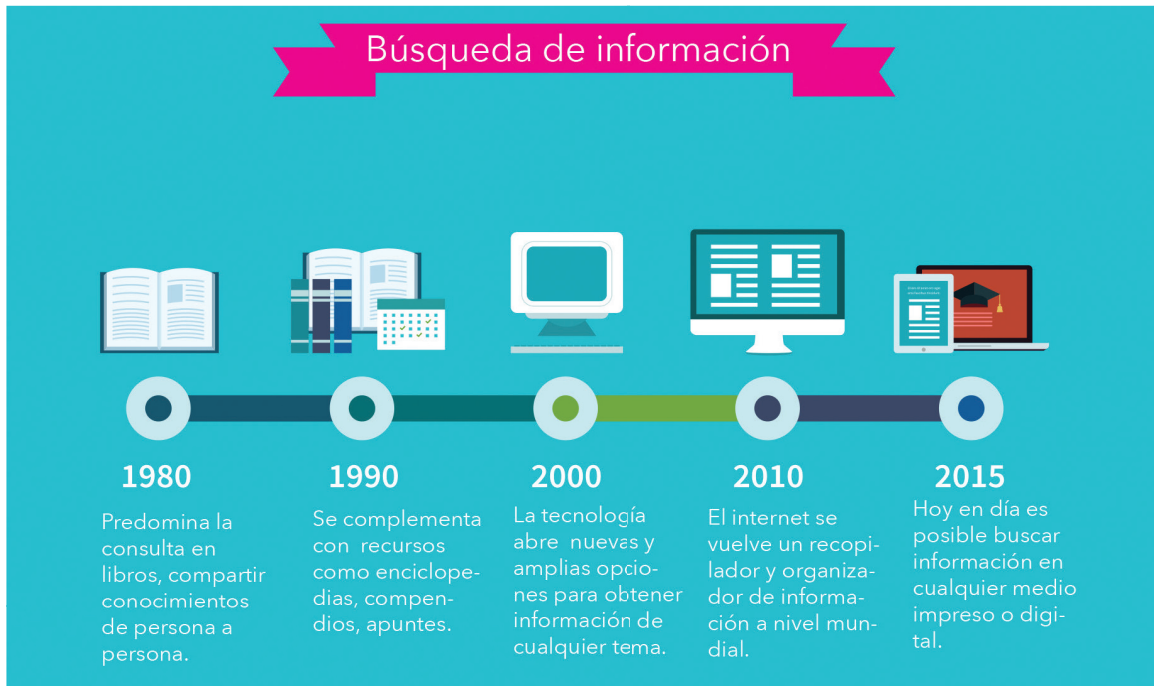 Búsqueda de información
1980
Predomina la
consulta en
libros, compartir
conocimientos
de persona a
persona.
1990
Se complementa
con recursos
como enciclope-
dias, compen-
dios, apuntes.
2000
La tecnología
abre nuevas y
amplias opcio-
nes para obtener
información de
cualquier tema.
2010
El internet se
vuelve un recopi-
lador y organiza-
dor de informa-
ción a nivel mun-
dial.
2015
Hoy en día es
posible buscar
información en
cualquier medio
impreso o digi-
tal.